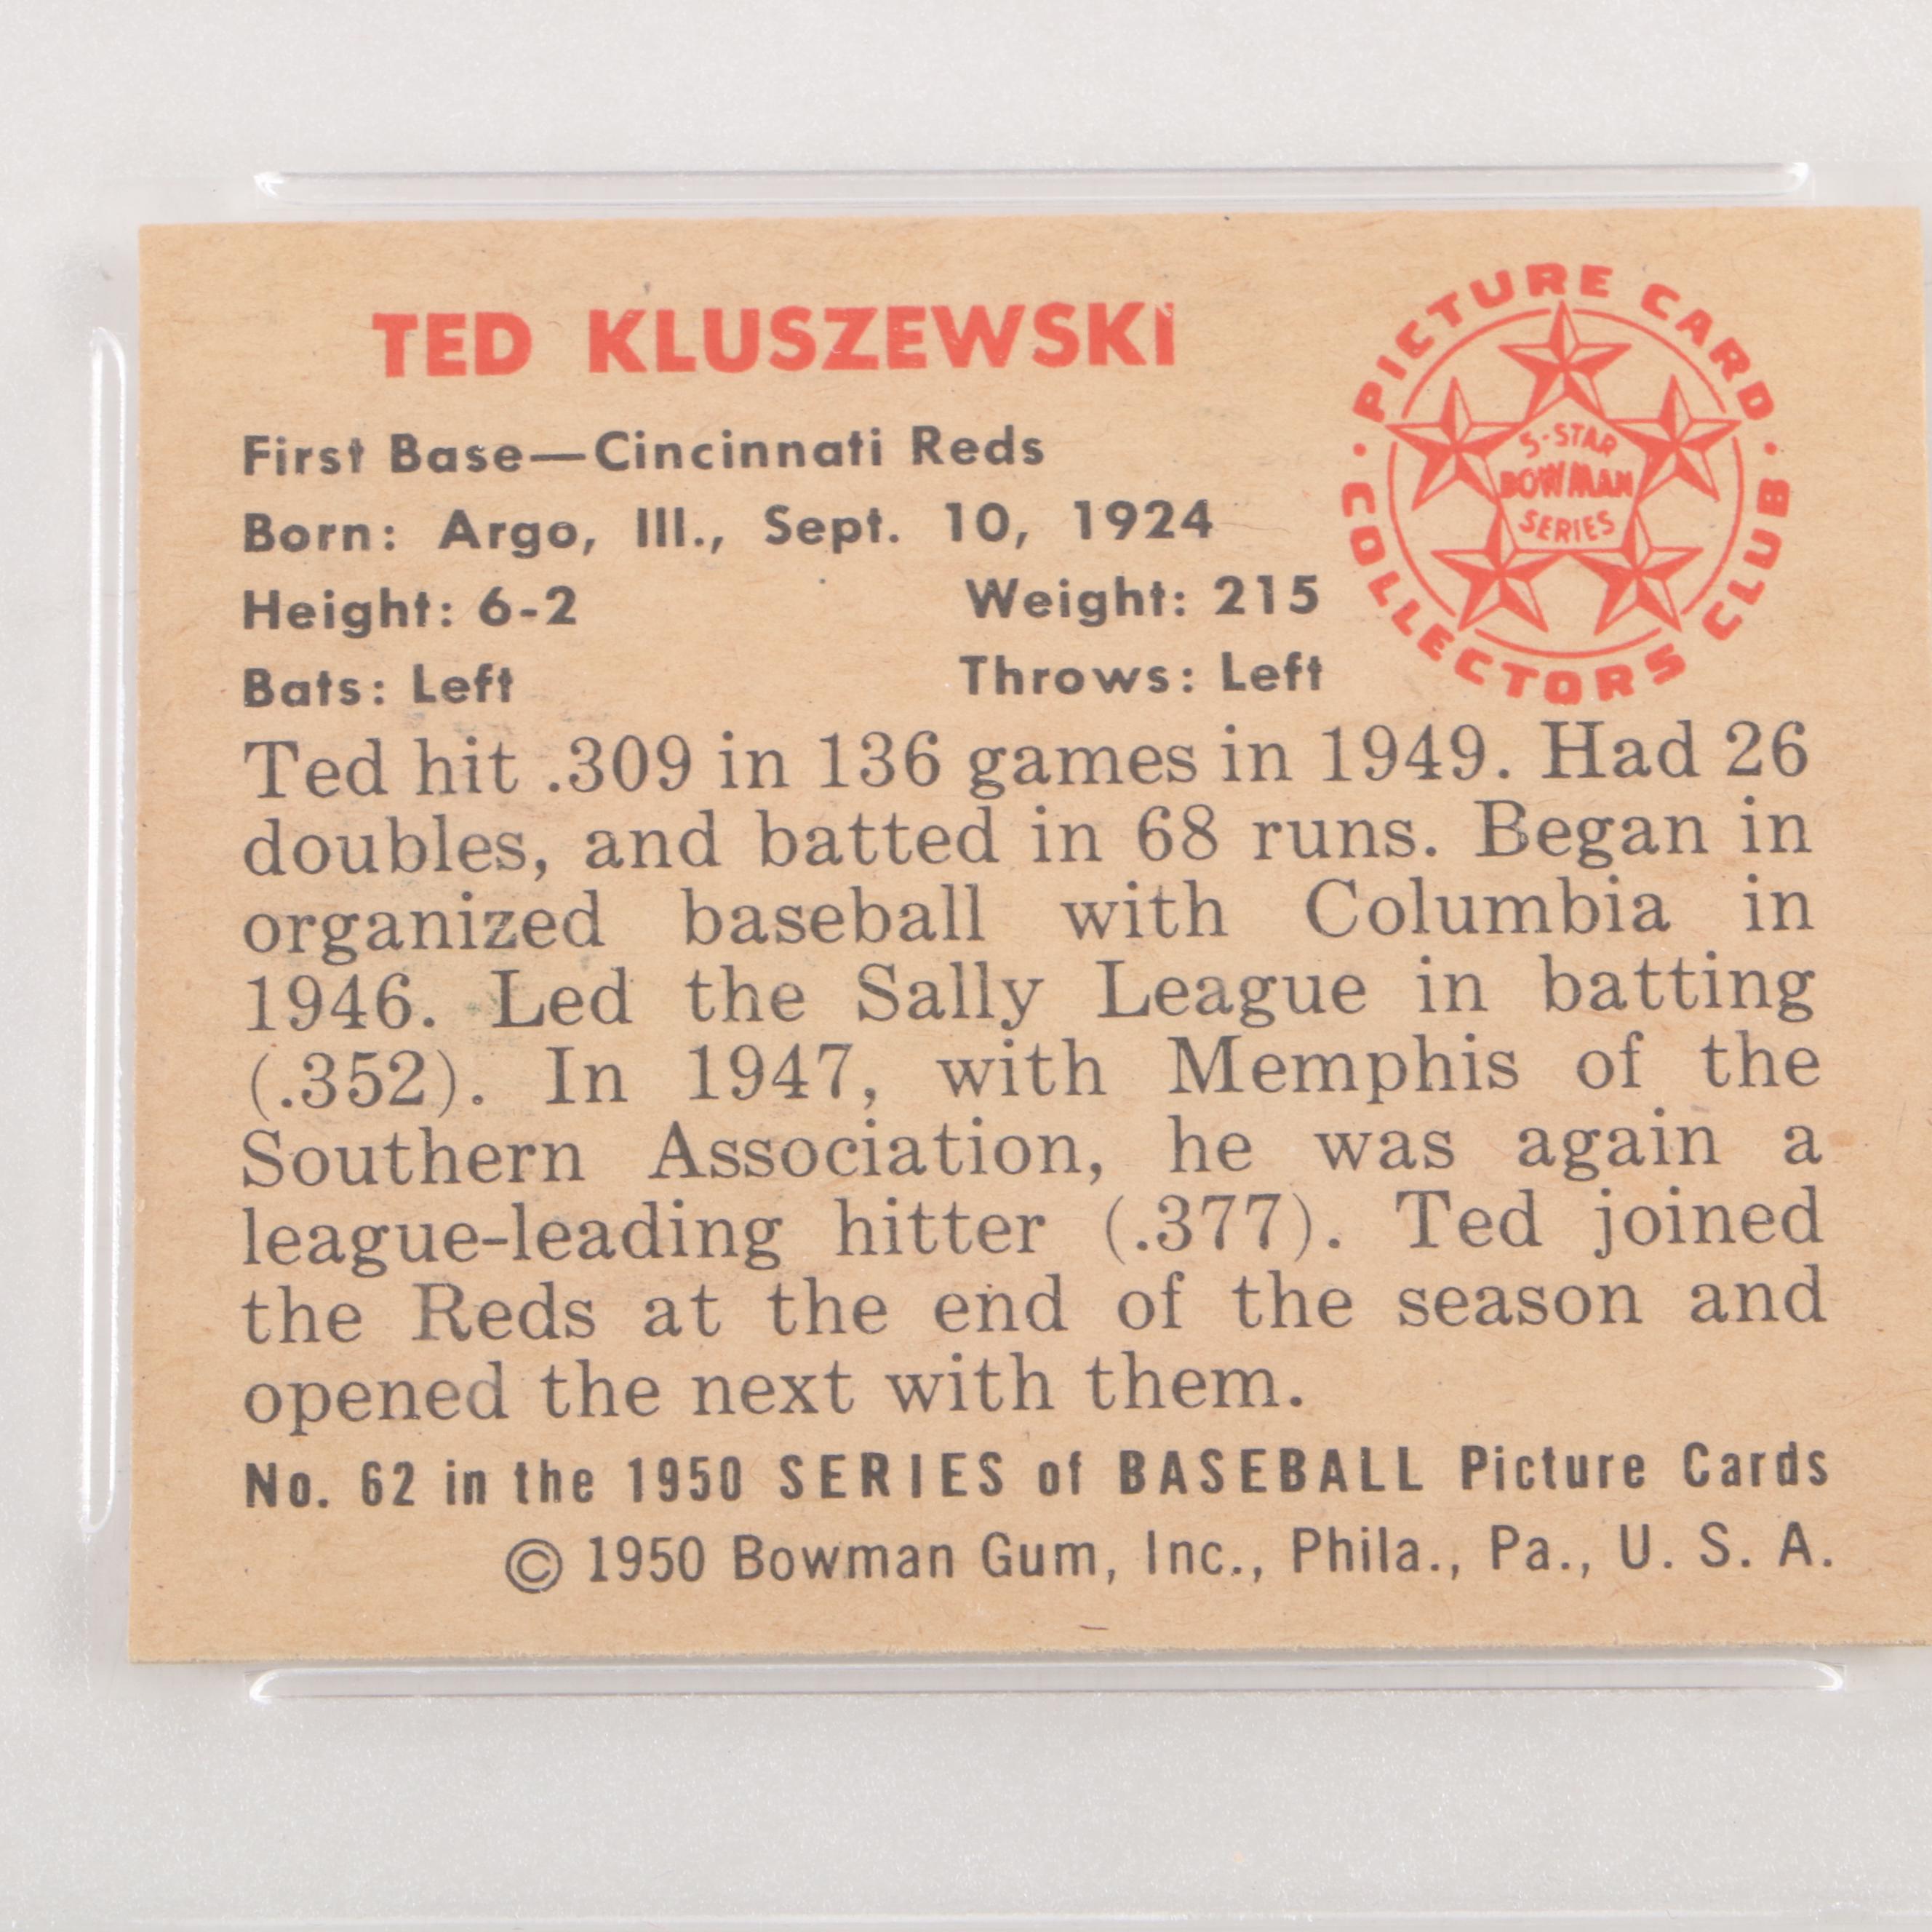 TED KLUSZEWSKI
PICTURE CARD
COLLECTORS CLUB
5-STAR
BOWMAN
SERIES
First Base—Cincinnati Reds
Born: Argo, Ill., Sept. 10, 1924
Height: 6-2 Weight: 215
Bats: Left Throws: Left
Ted hit .309 in 136 games in 1949. Had 26
doubles, and batted in 68 runs. Began in
organized baseball with Columbia in
1946. Led the Sally League in batting
(.352). In 1947, with Memphis of the
Southern Association, he was again a
league-leading hitter (.377). Ted joined
the Reds at the end of the season and
opened the next with them.
No. 62 in the 1950 SERIES of BASEBALL Picture Cards
© 1950 Bowman Gum, Inc., Phila., Pa., U. S. A.